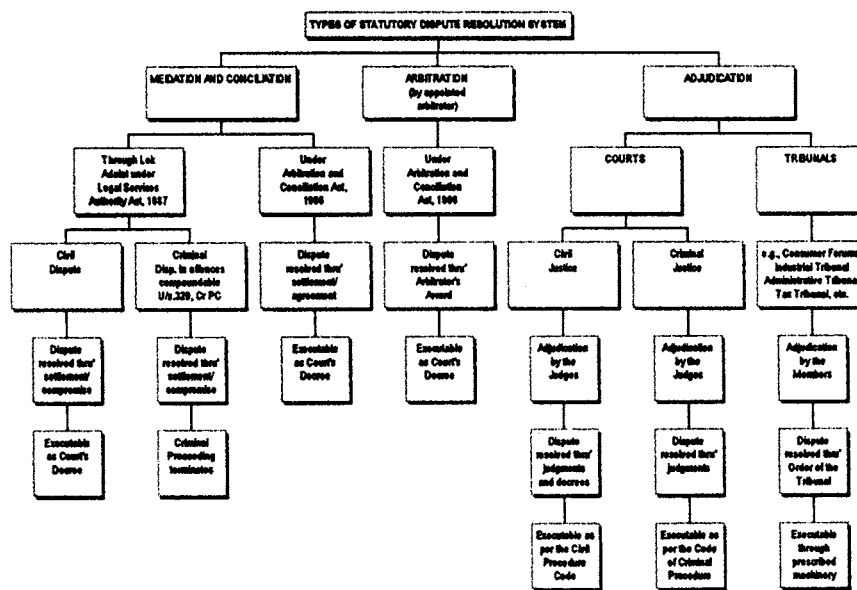 TYPES OF STATUTORY DISPUTE RESOLUTION SYSTEM
MEDIATION AND CONCILIATION
ARBITRATION
(by appointed
arbitrator)
ADJUDICATION
Through Lok
Adalat under
Legal Services
Authority Act, 1987
Under
Arbitration and
Conciliation Act,
1996
Under
Arbitration and
Conciliation
Act, 1996
COURTS
TRIBUNALS
Civil
Dispute
Criminal
Disp. in offences
compoundable
U/s.320, Cr PC
Dispute
resolved thru'
settlement/
agreement
Dispute
resolved thru'
Arbitrator's
Award
Civil
Justice
Criminal
Justice
e.g., Consumer Forums
Industrial Tribunal
Administrative Tribunal
Tax Tribunal, etc.
Dispute
resolved thru'
settlement/
compromise
Dispute
resolved thru'
settlement/
compromise
Executable
as Court's
Decree
Executable
as Court's
Decree
Adjudication
by the
Judges
Adjudication
by the
Judges
Adjudication
by the
Members
Executable
as Court's
Decree
Criminal
Proceeding
terminates
Dispute
resolved thru'
judgments
and decrees
Dispute
resolved thru'
judgments
Dispute
resolved thru'
Order of the
Tribunal
Executable as
per the Civil
Procedure
Code
Executable as
per the Code
of Criminal
Procedure
Executable
through
prescribed
machinery